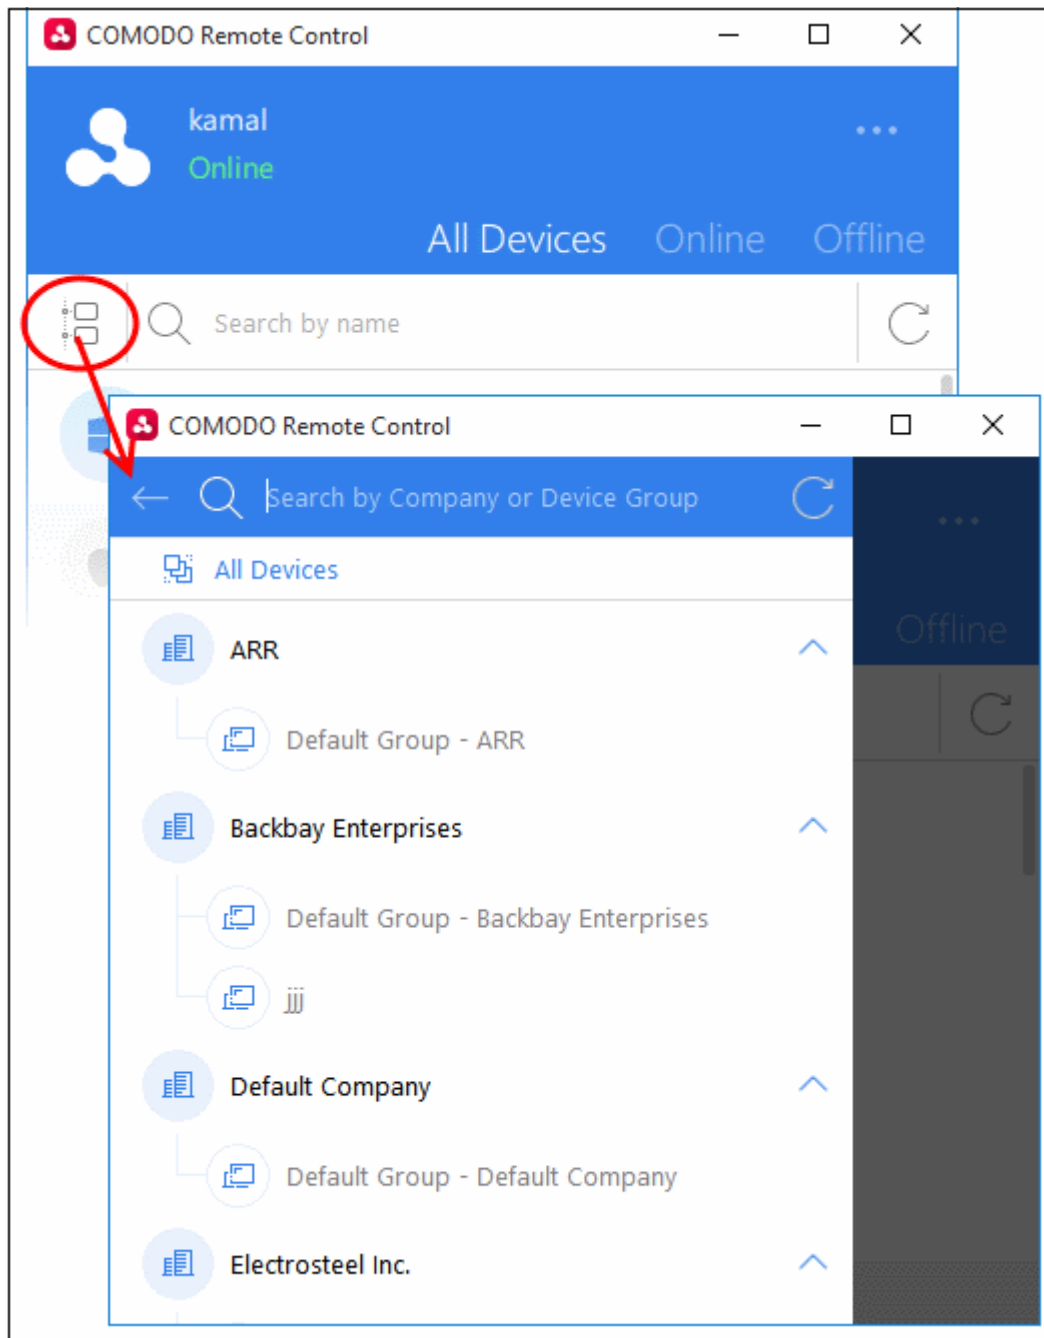 COMODO Remote Control
kamal
Online
All Devices Online Offline
Search by name
COMODO Remote Control
Search by Company or Device Group
All Devices
Offline
ARR
Default Group - ARR
Backbay Enterprises
Default Group - Backbay Enterprises
jjj
Default Company
Default Group - Default Company
Electrosteel Inc.